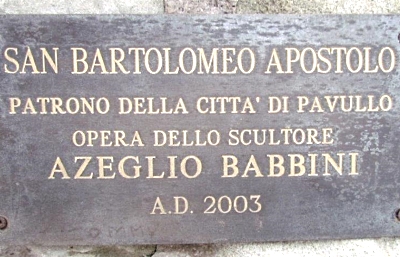 SAN BARTOLOMEO APOSTOLO
PATRONO DELLA CITTA' DI PAVULLO
OPERA DELLO SCULTORE
AZEGLIO BABBINI
A.D. 2003